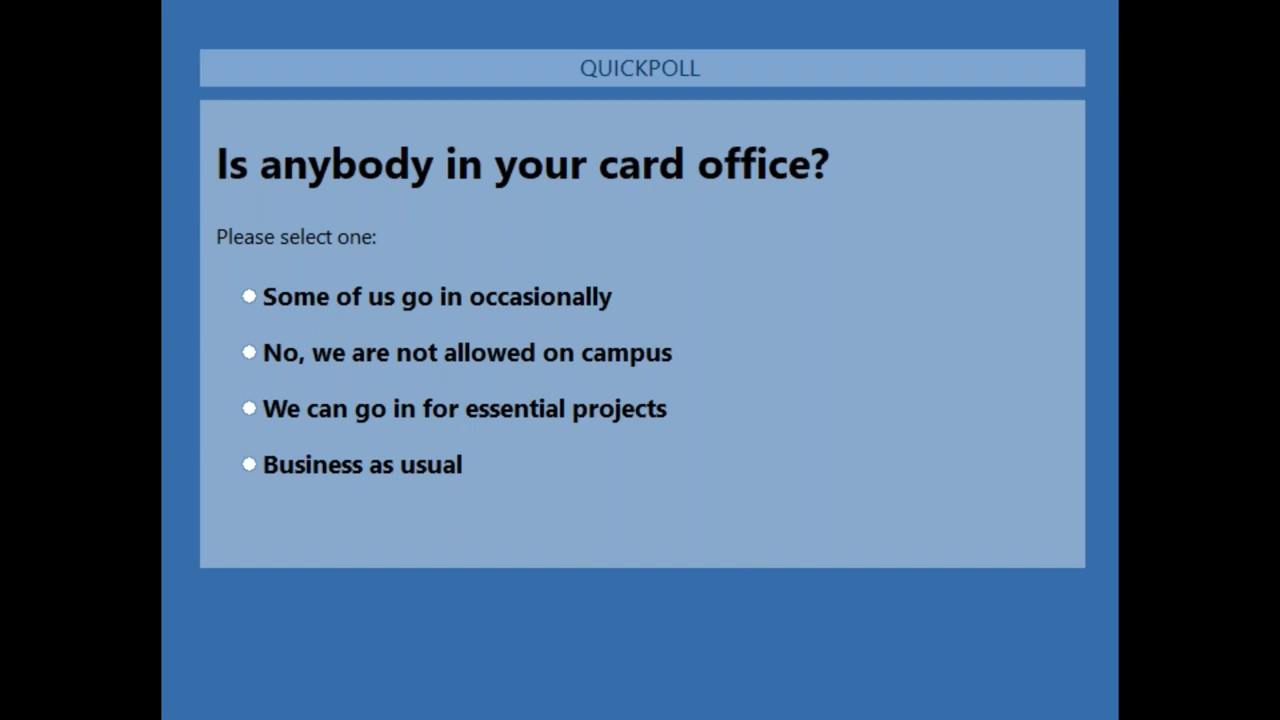 QUICKPOLL
Is anybody in your card office?
Please select one:
Some of us go in occasionally
No, we are not allowed on campus
We can go in for essential projects
Business as usual